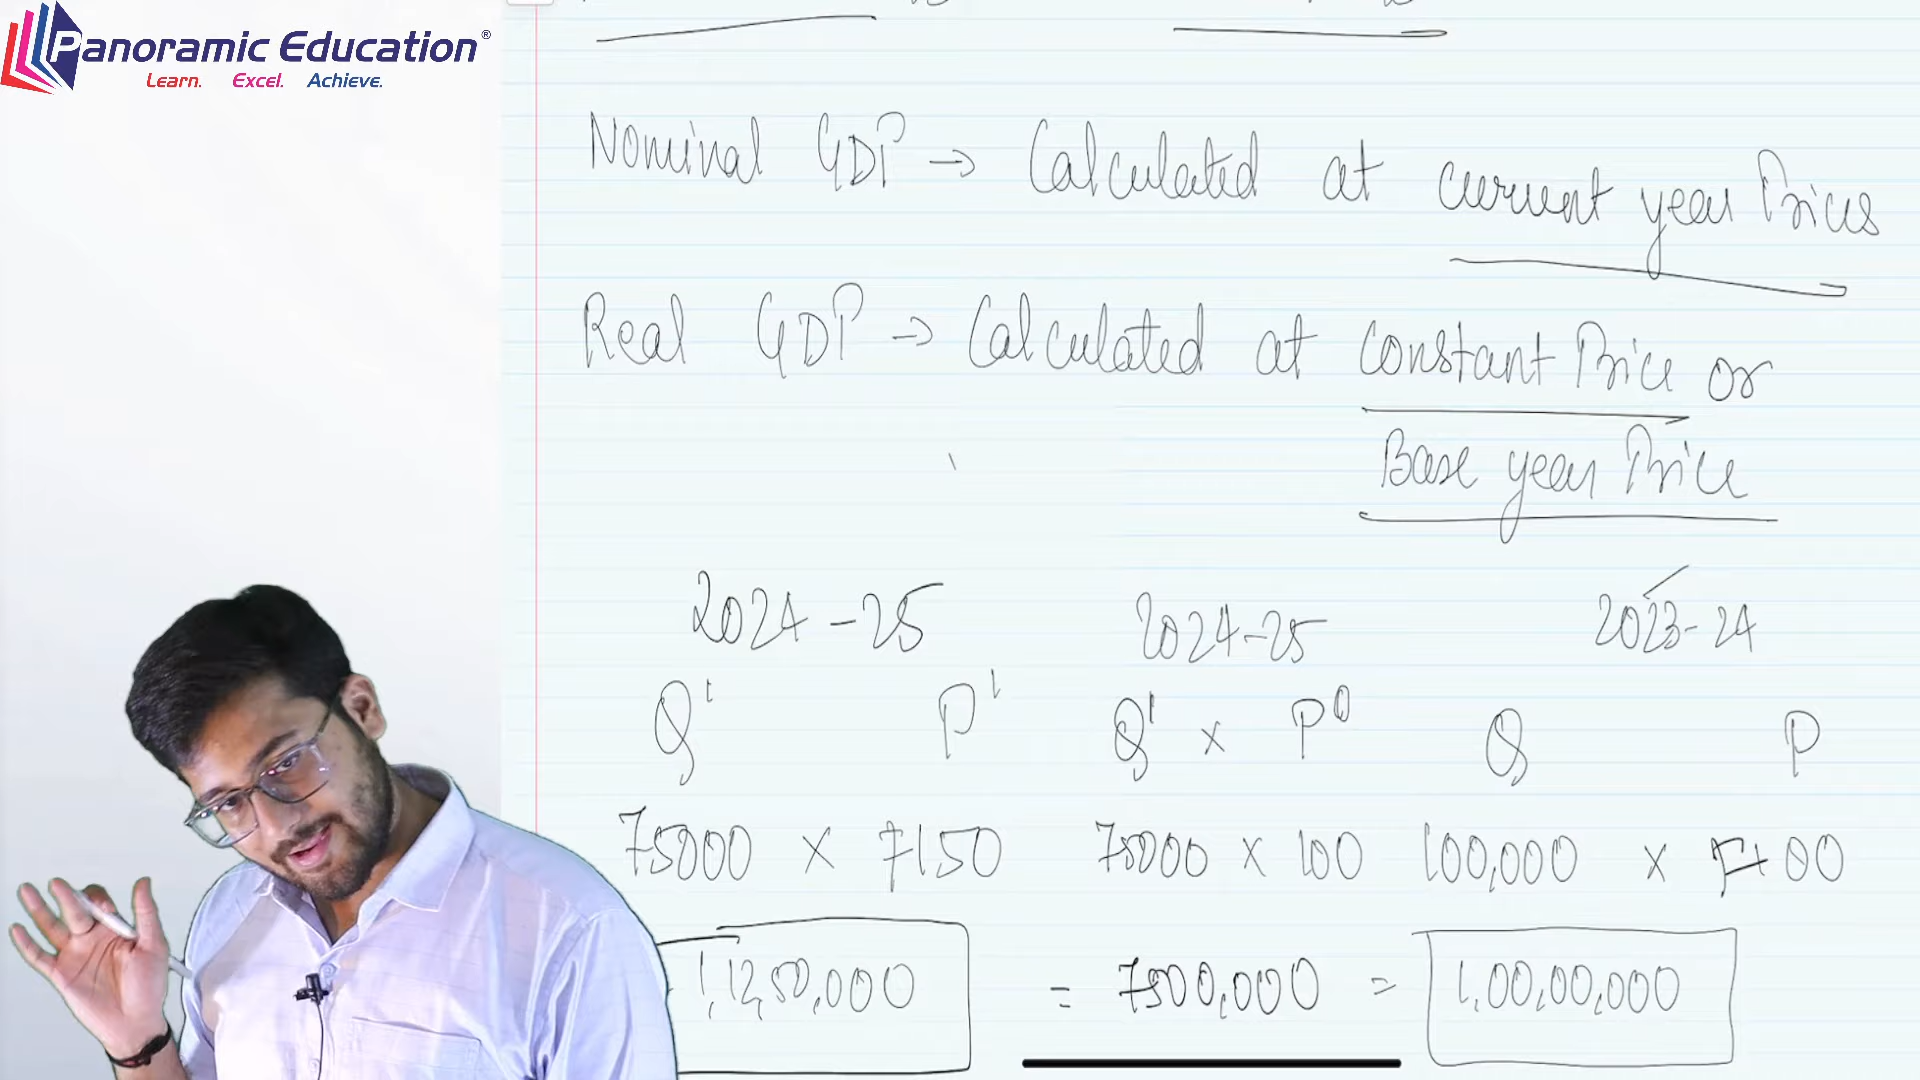 Panoramic Education®
Learn. Excel. Achieve.
Nominal GDP → Calculated at current year Prices
Real GDP → Calculated at constant Price or
Base year Price
2024-25 2024-25 2023-24
Q¹ P¹ Q¹ x P⁰ Q P
75000 x ₹150 75000 x 100 100,000 x ₹100
1,12,50,000 = 7500,000 = 1,00,00,000